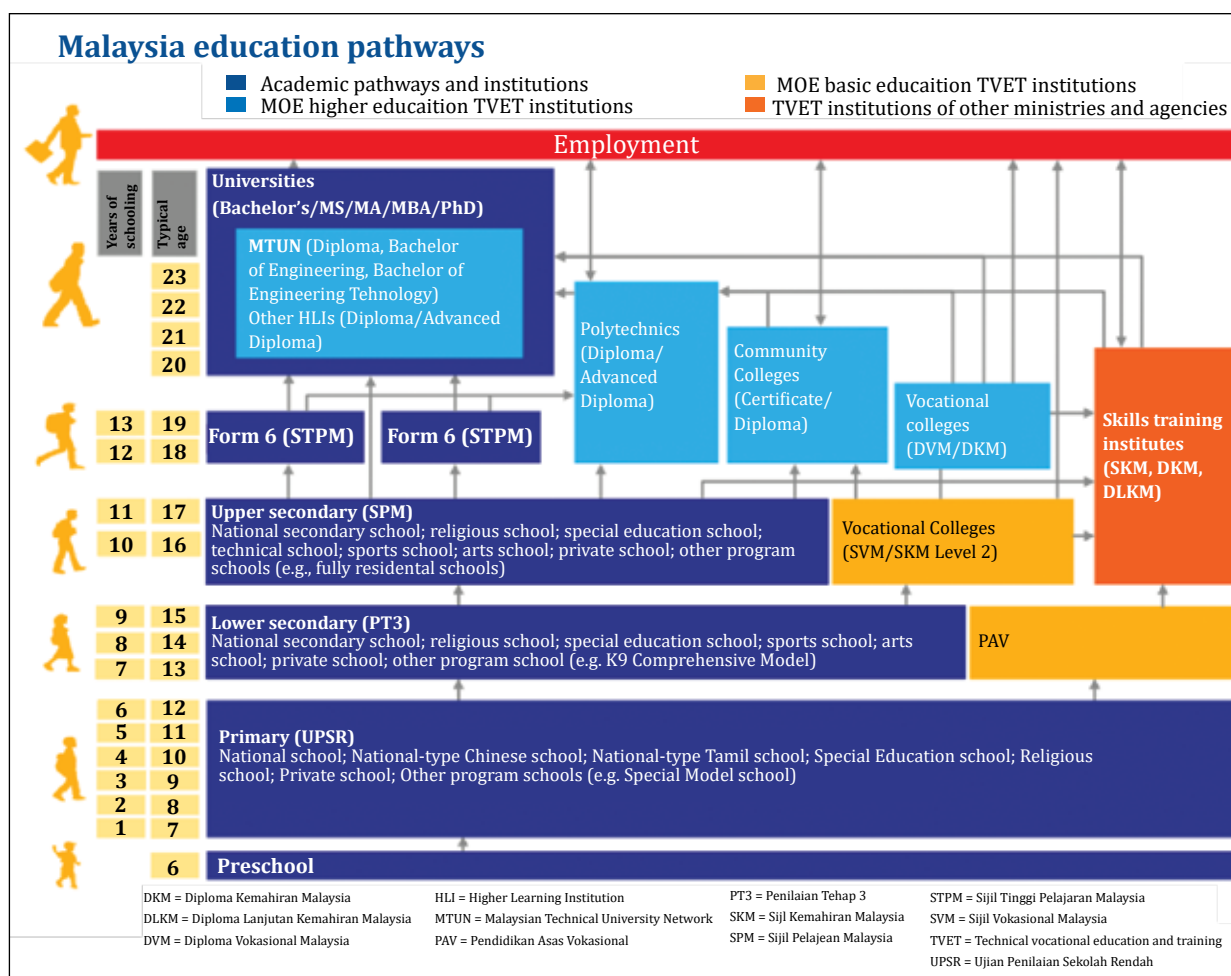 Malaysia education pathways
Academic pathways and institutions
MOE basic educaition TVET institutions
MOE higher educaition TVET institutions
TVET institutions of other ministries and agencies
Employment
Years of
schooling
Typical
age
Universities
(Bachelor's/MS/MA/MBA/PhD)
MTUN (Diploma, Bachelor
of Engineering, Bachelor of
Engineering Tehnology)
Other HLIs (Diploma/Advanced
Diploma)
23
22
21
20
Polytechnics
(Diploma/
Advanced
Diploma)
Community
Colleges
(Certificate/
Diploma)
Vocational
colleges
(DVM/DKM)
Skills training
institutes
(SKM, DKM,
DLKM)
13 19
12 18
Form 6 (STPM)
Form 6 (STPM)
11 17
10 16
Upper secondary (SPM)
National secondary school; religious school; special education school;
technical school; sports school; arts school; private school; other program
schools (e.g., fully residental schools)
Vocational Colleges
(SVM/SKM Level 2)
9 15
8 14
7 13
Lower secondary (PT3)
National secondary school; religious school; special education school; sports school; arts
school; private school; other program school (e.g. K9 Comprehensive Model)
PAV
6 12
5 11
4 10
3 9
2 8
1 7
Primary (UPSR)
National school; National-type Chinese school; National-type Tamil school; Special Education school; Religious
school; Private school; Other program schools (e.g. Special Model school)
6
Preschool
DKM = Diploma Kemahiran Malaysia
DLKM = Diploma Lanjutan Kemahiran Malaysia
DVM = Diploma Vokasional Malaysia
HLI = Higher Learning Institution
MTUN = Malaysian Technical University Network
PAV = Pendidikan Asas Vokasional
PT3 = Penilaian Tehap 3
SKM = Sijl Kemahiran Malaysia
SPM = Sijil Pelajean Malaysia
STPM = Sijil Tinggi Pelajaran Malaysia
SVM = Sijil Vokasional Malaysia
TVET = Technical vocational education and training
UPSR = Ujian Penilaian Sekolah Rendah